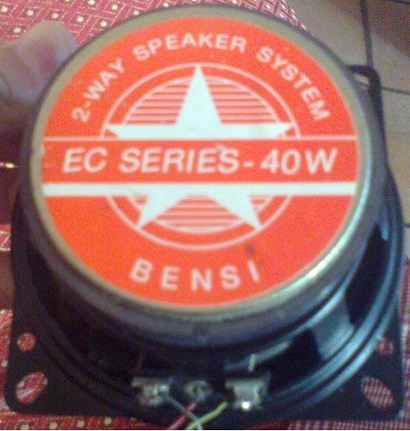 2-WAY SPEAKER SYSTEM
EC SERIES - 40W
BENSI